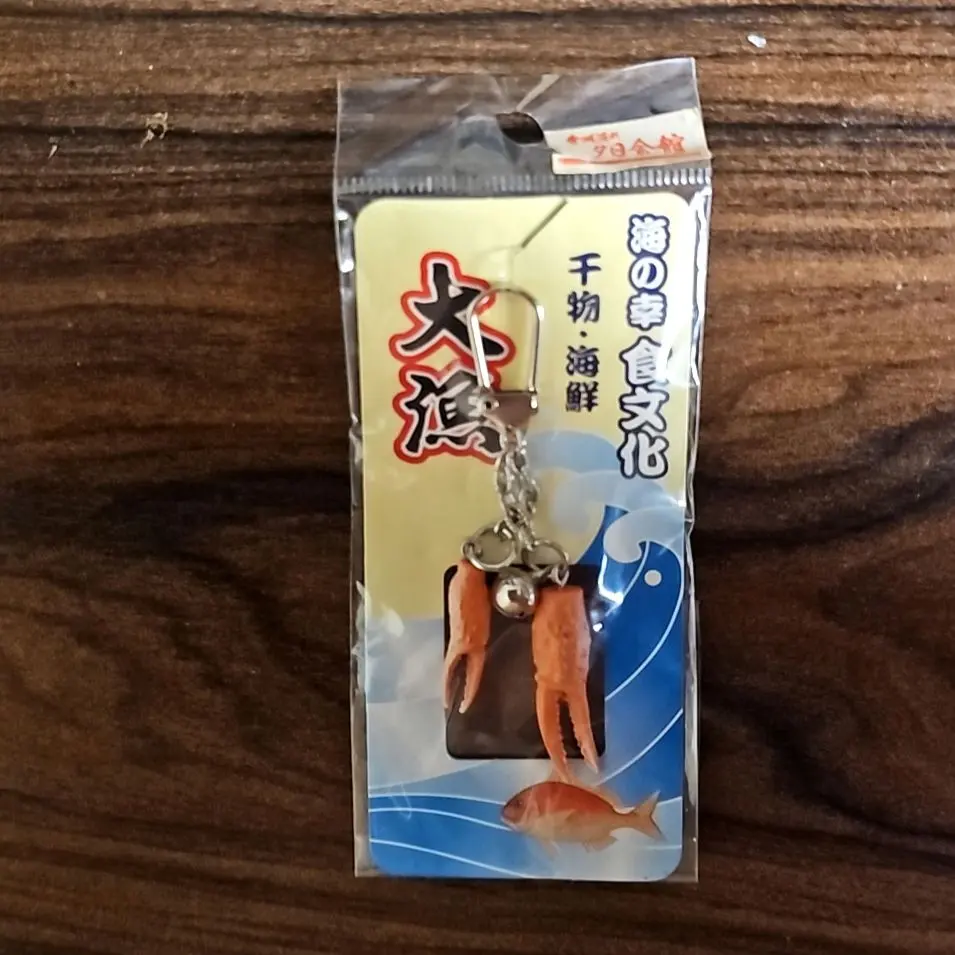 夕日会館
海の幸 食文化
干物・海鮮
大漁